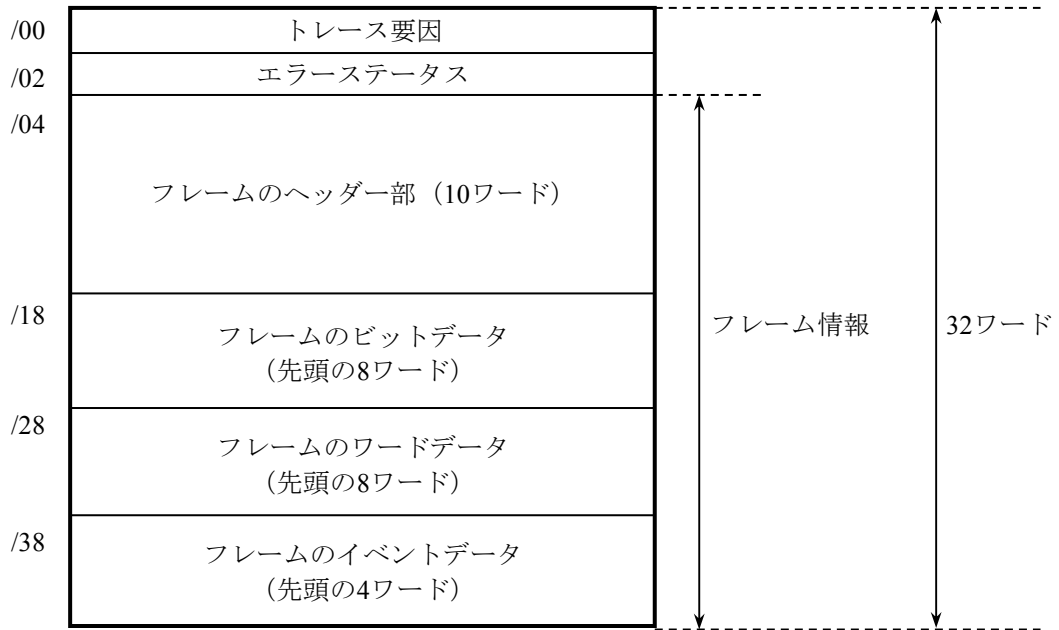 /00
トレース要因
/02
エラーステータス
/04
フレームのヘッダー部（10ワード）
/18
フレームのビットデータ
（先頭の8ワード）
フレーム情報
32ワード
/28
フレームのワードデータ
（先頭の8ワード）
/38
フレームのイベントデータ
（先頭の4ワード）